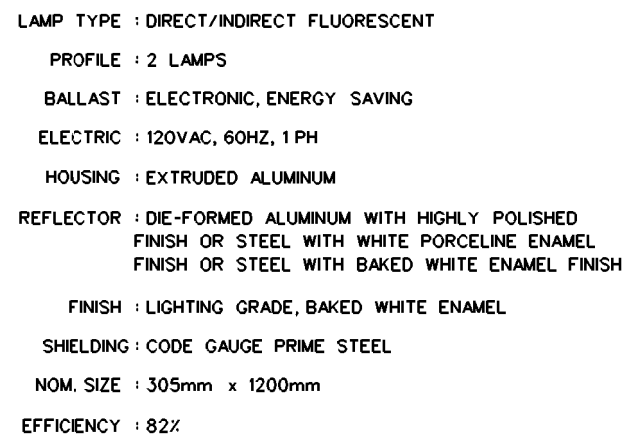 LAMP TYPE : DIRECT/INDIRECT FLUORESCENT
PROFILE : 2 LAMPS
BALLAST : ELECTRONIC, ENERGY SAVING
ELECTRIC : 120VAC, 60HZ, 1 PH
HOUSING : EXTRUDED ALUMINUM
REFLECTOR : DIE-FORMED ALUMINUM WITH HIGHLY POLISHED
FINISH OR STEEL WITH WHITE PORCELINE ENAMEL
FINISH OR STEEL WITH BAKED WHITE ENAMEL FINISH
FINISH : LIGHTING GRADE, BAKED WHITE ENAMEL
SHIELDING : CODE GAUGE PRIME STEEL
NOM. SIZE : 305mm x 1200mm
EFFICIENCY : 82%